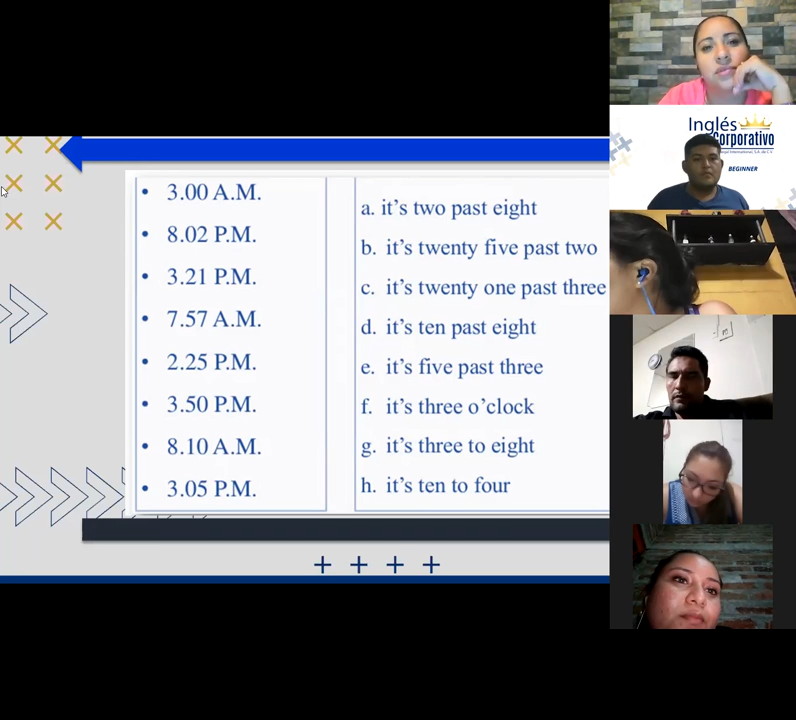 • 3.00 A.M.
• 8.02 P.M.
• 3.21 P.M.
• 7.57 A.M.
• 2.25 P.M.
• 3.50 P.M.
• 8.10 A.M.
• 3.05 P.M.
a. it's two past eight
b. it's twenty five past two
c. it's twenty one past three
d. it's ten past eight
e. it's five past three
f. it's three o'clock
g. it's three to eight
h. it's ten to four
Inglés
Corporativo
BEGINNER